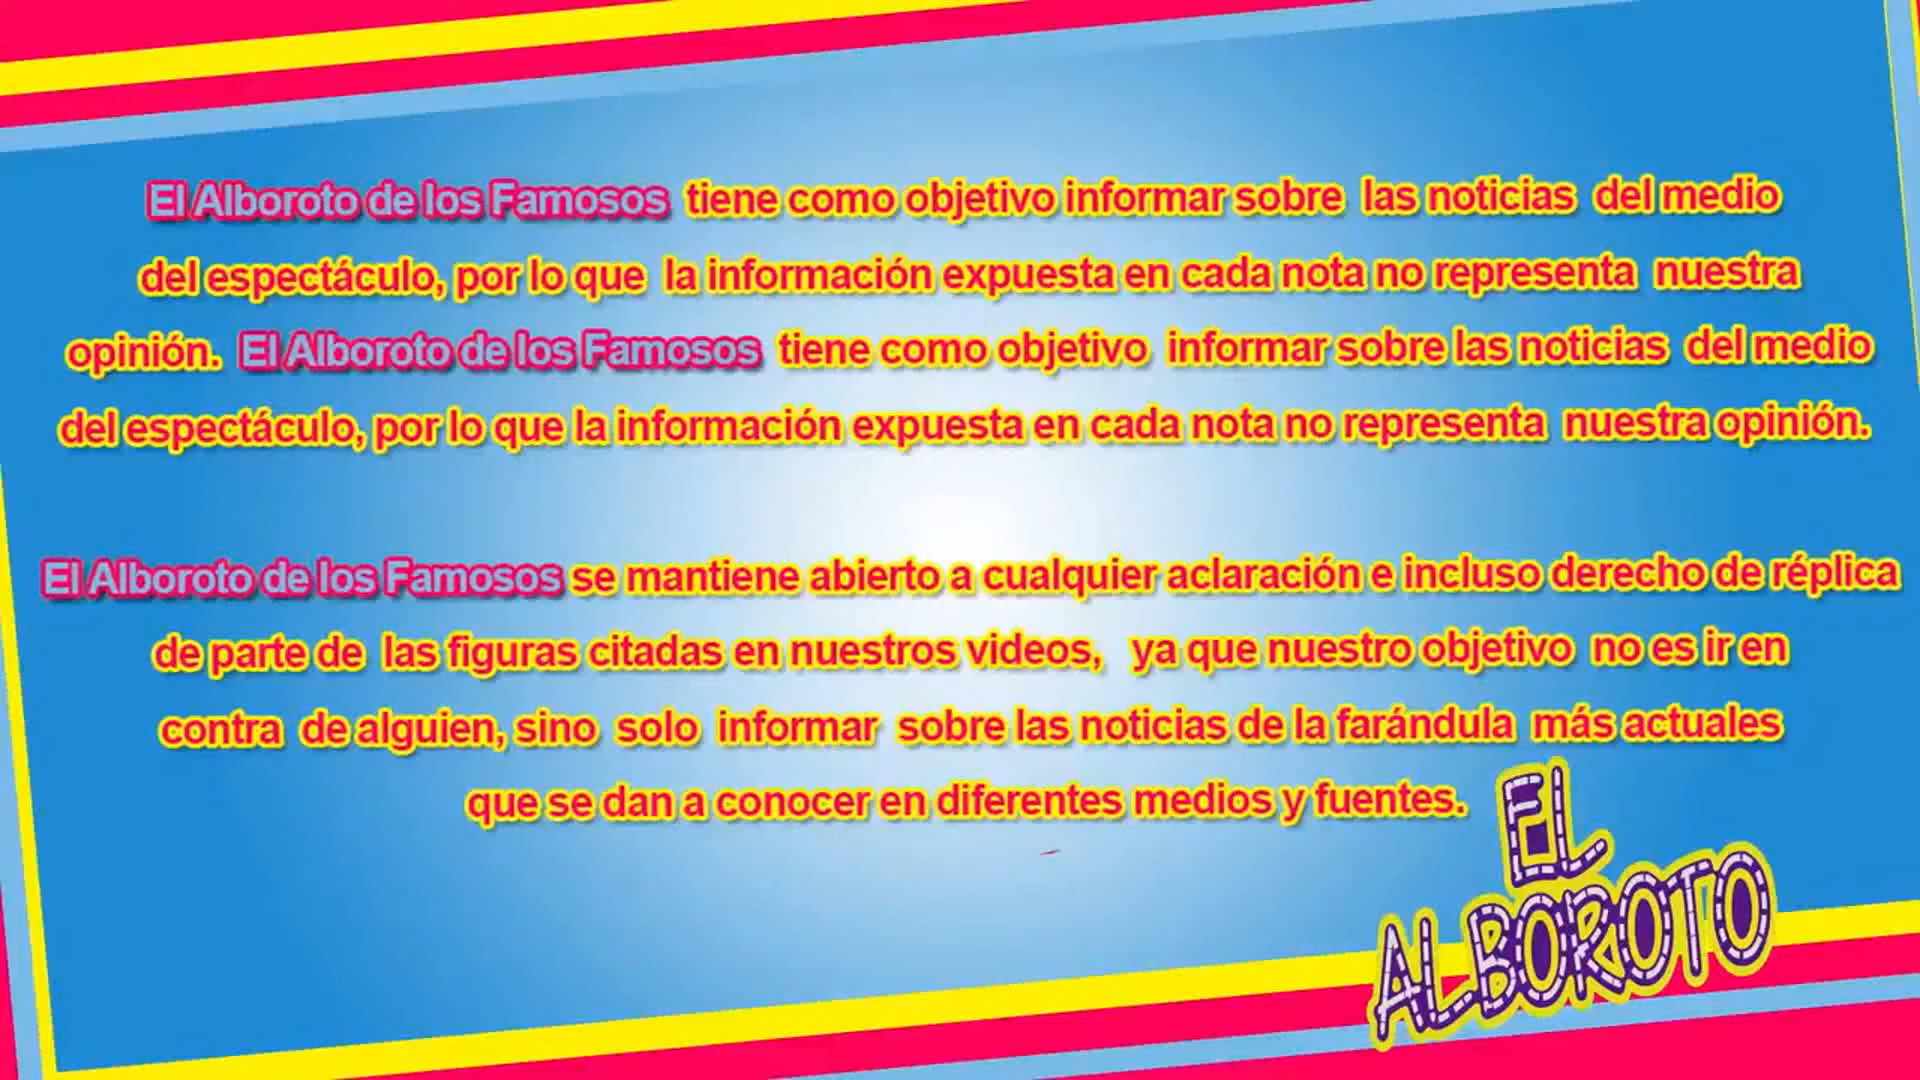 El Alboroto de los Famosos tiene como objetivo informar sobre las noticias del medio
del espectáculo, por lo que la información expuesta en cada nota no representa nuestra
opinión. El Alboroto de los Famosos tiene como objetivo informar sobre las noticias del medio
del espectáculo, por lo que la información expuesta en cada nota no representa nuestra opinión.
El Alboroto de los Famosos se mantiene abierto a cualquier aclaración e incluso derecho de réplica
de parte de las figuras citadas en nuestros videos, ya que nuestro objetivo no es ir en
contra de alguien, sino solo informar sobre las noticias de la farándula más actuales
que se dan a conocer en diferentes medios y fuentes.
EL
ALBOROTO